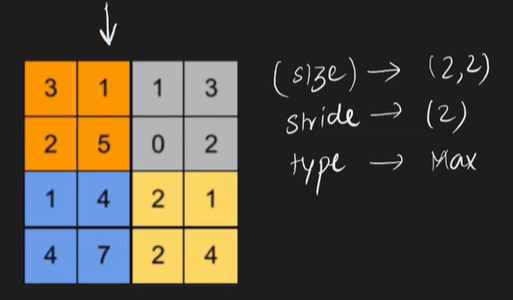 3 1 1 3
2 5 0 2
1 4 2 1
4 7 2 4
(size) → (2,2)
stride → (2)
type → Max